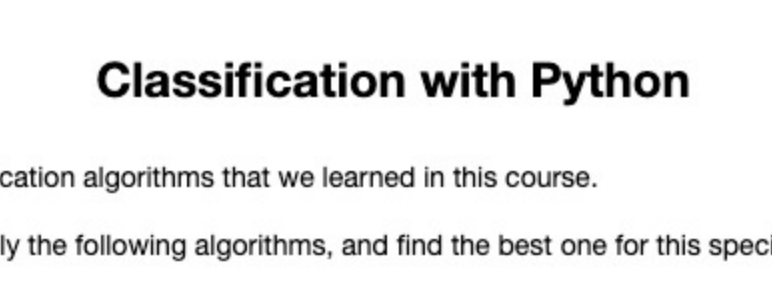 Classification with Python
cation algorithms that we learned in this course.
ly the following algorithms, and find the best one for this speci